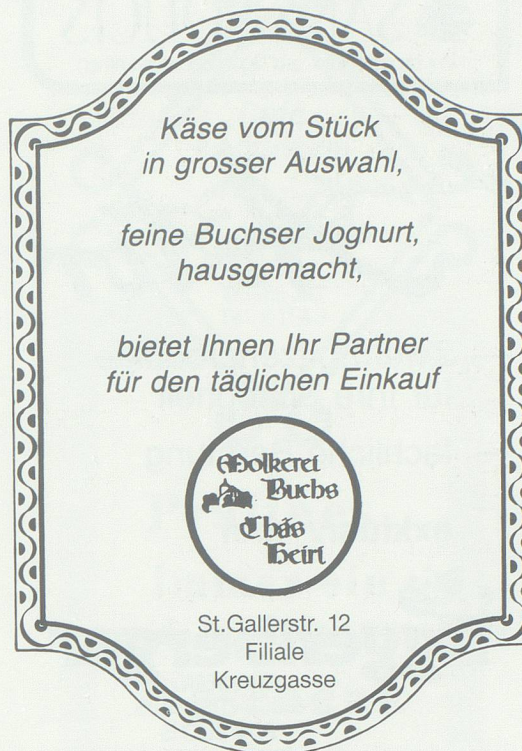 Käse vom Stück
in grosser Auswahl,
feine Buchser Joghurt,
hausgemacht,
bietet Ihnen Ihr Partner
für den täglichen Einkauf
Molkerei
Buchs
Chäs
Heiri
St.Gallerstr. 12
Filiale
Kreuzgasse